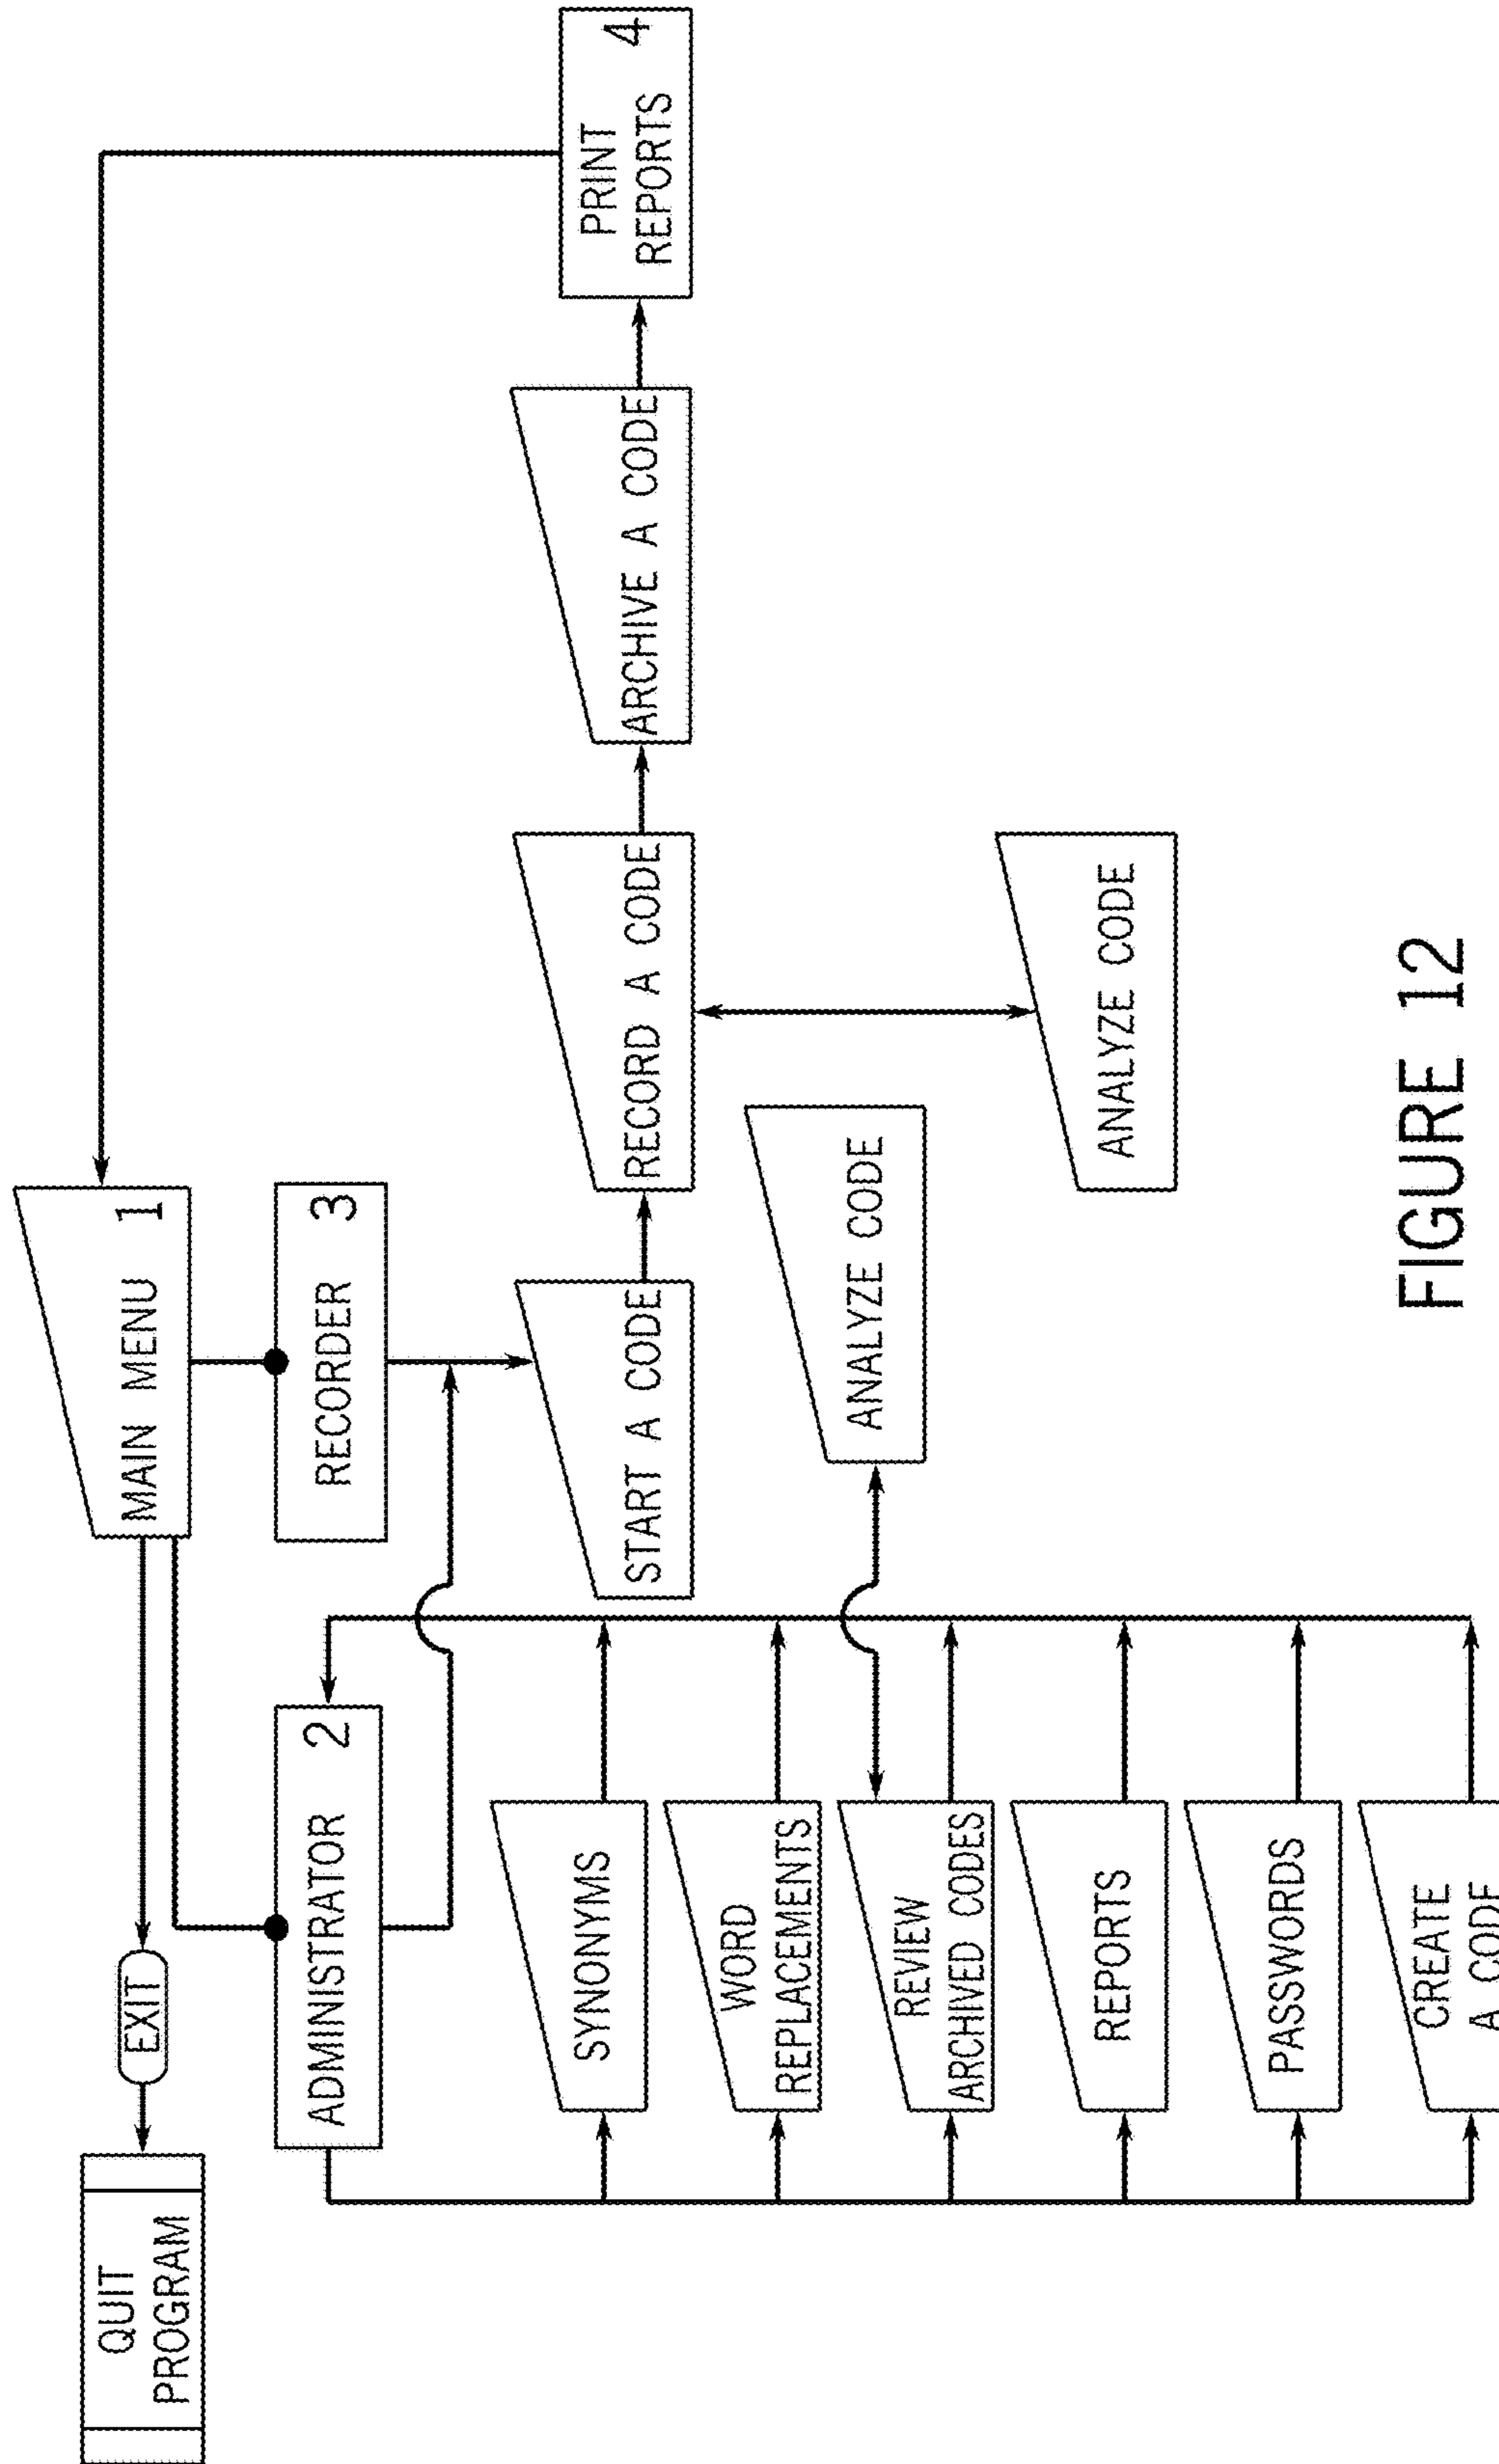 QUIT
PROGRAM
EXIT
MAIN MENU 1
ADMINISTRATOR 2
RECORDER 3
SYNONYMS
WORD
REPLACEMENTS
REVIEW
ARCHIVED CODES
REPORTS
PASSWORDS
CREATE
A CODE
START A CODE
RECORD A CODE
ARCHIVE A CODE
PRINT
REPORTS 4
ANALYZE CODE
ANALYZE CODE
FIGURE 12